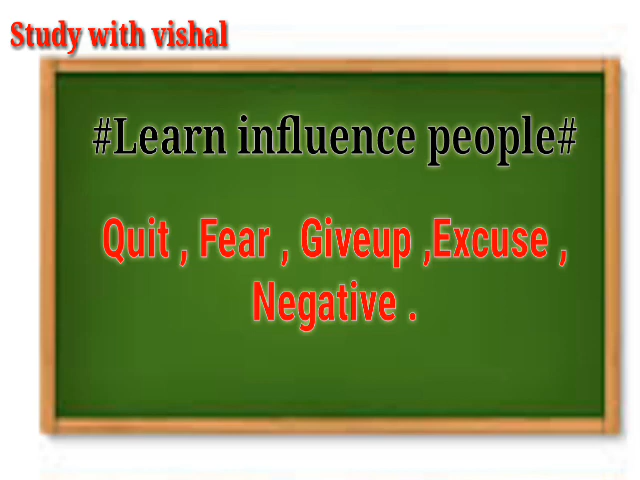 Study with vishal
#Learn influence people#
Quit , Fear , Giveup ,Excuse ,
Negative .